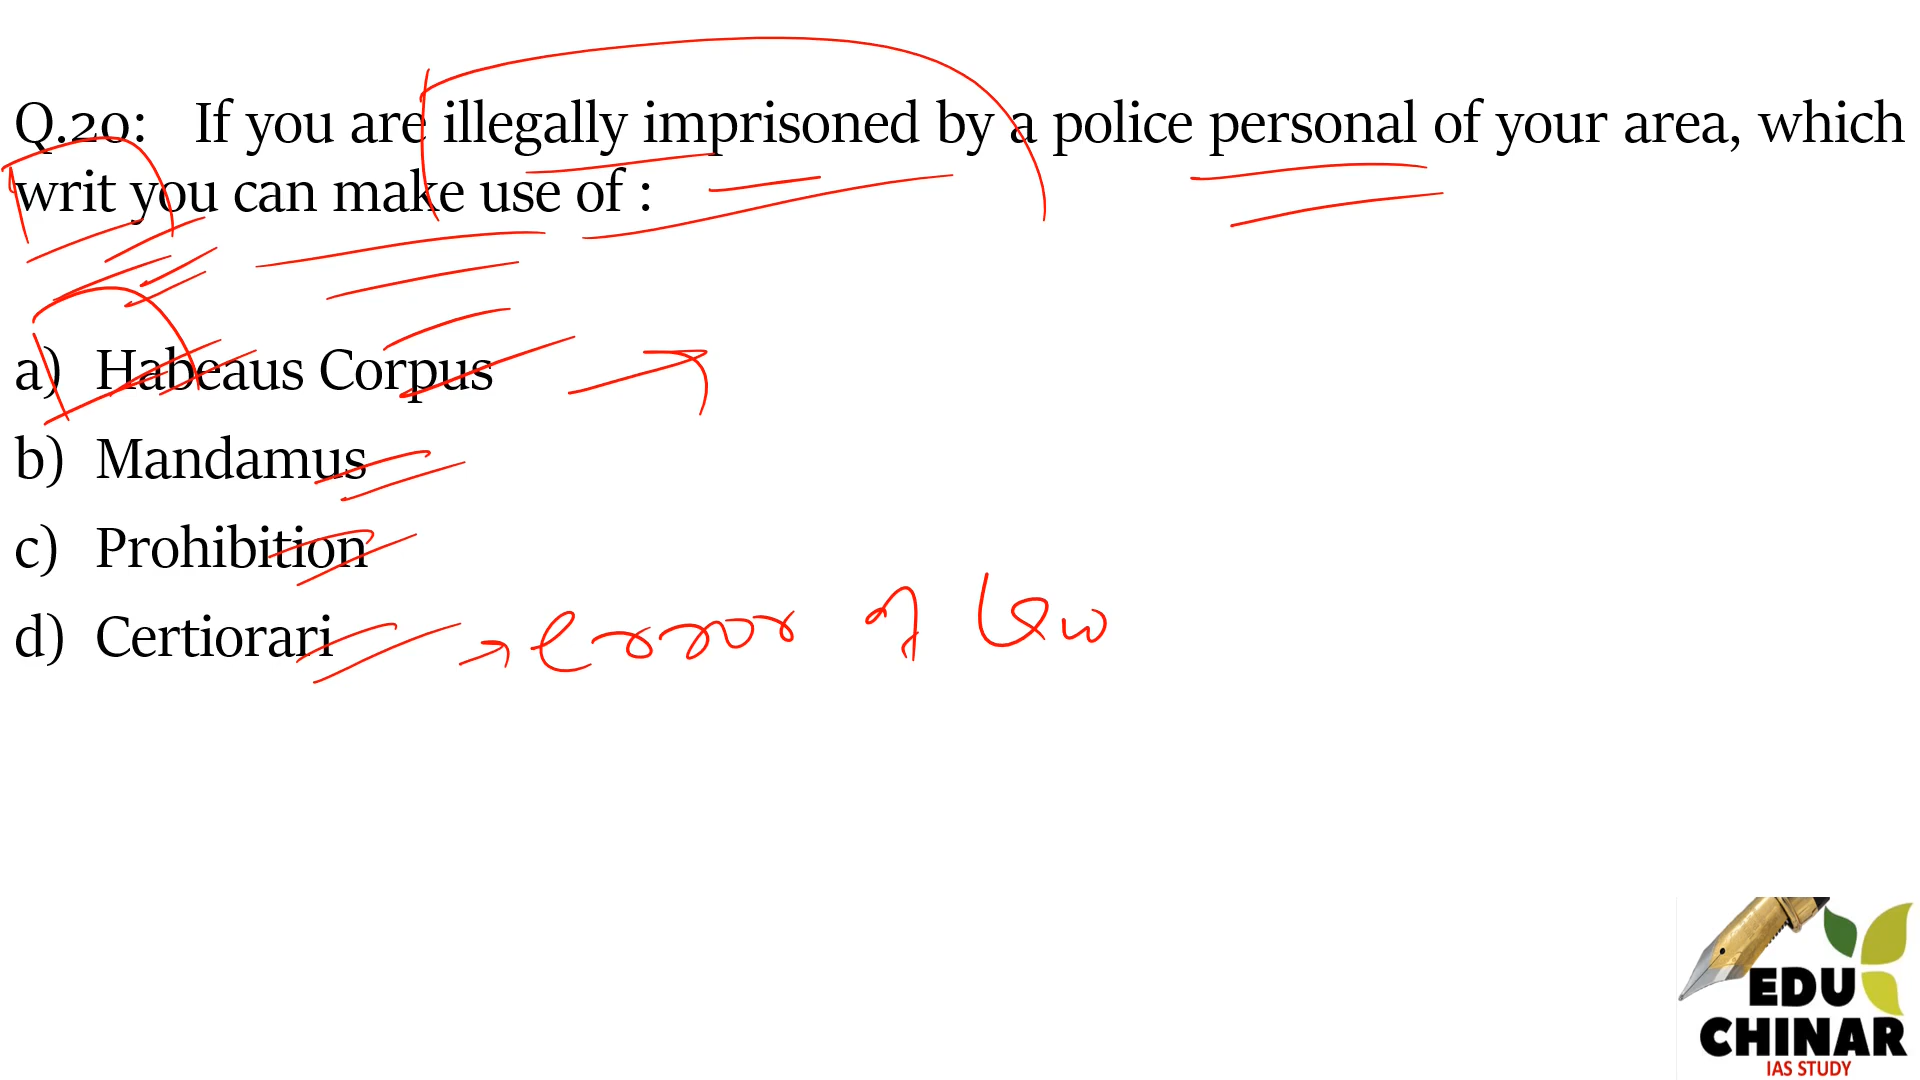 Q.20: If you are illegally imprisoned by a police personal of your area, which
writ you can make use of :
a) Habeaus Corpus
b) Mandamus
c) Prohibition
d) Certiorari → error of law
EDU
CHINAR
IAS STUDY